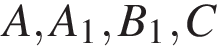 A, A₁, B₁, C